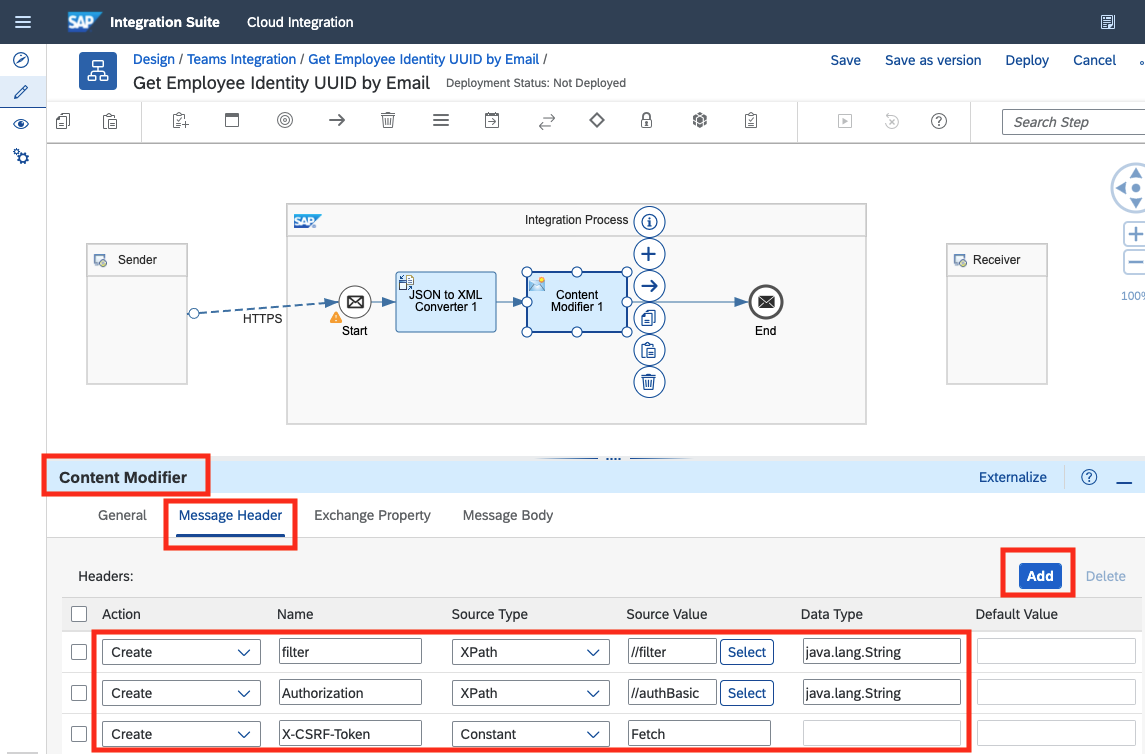 SAP Integration Suite Cloud Integration
Design / Teams Integration / Get Employee Identity UUID by Email /
Get Employee Identity UUID by Email Deployment Status: Not Deployed
Save Save as version Deploy Cancel
Search Step
SAP Integration Process
Sender
Receiver
HTTPS
Start
JSON to XML
Converter 1
Content
Modifier 1
End
100%
Content Modifier
Externalize
General Message Header Exchange Property Message Body
Headers:
Add Delete
Action Name Source Type Source Value Data Type Default Value
Create filter XPath //filter Select java.lang.String
Create Authorization XPath //authBasic Select java.lang.String
Create X-CSRF-Token Constant Fetch